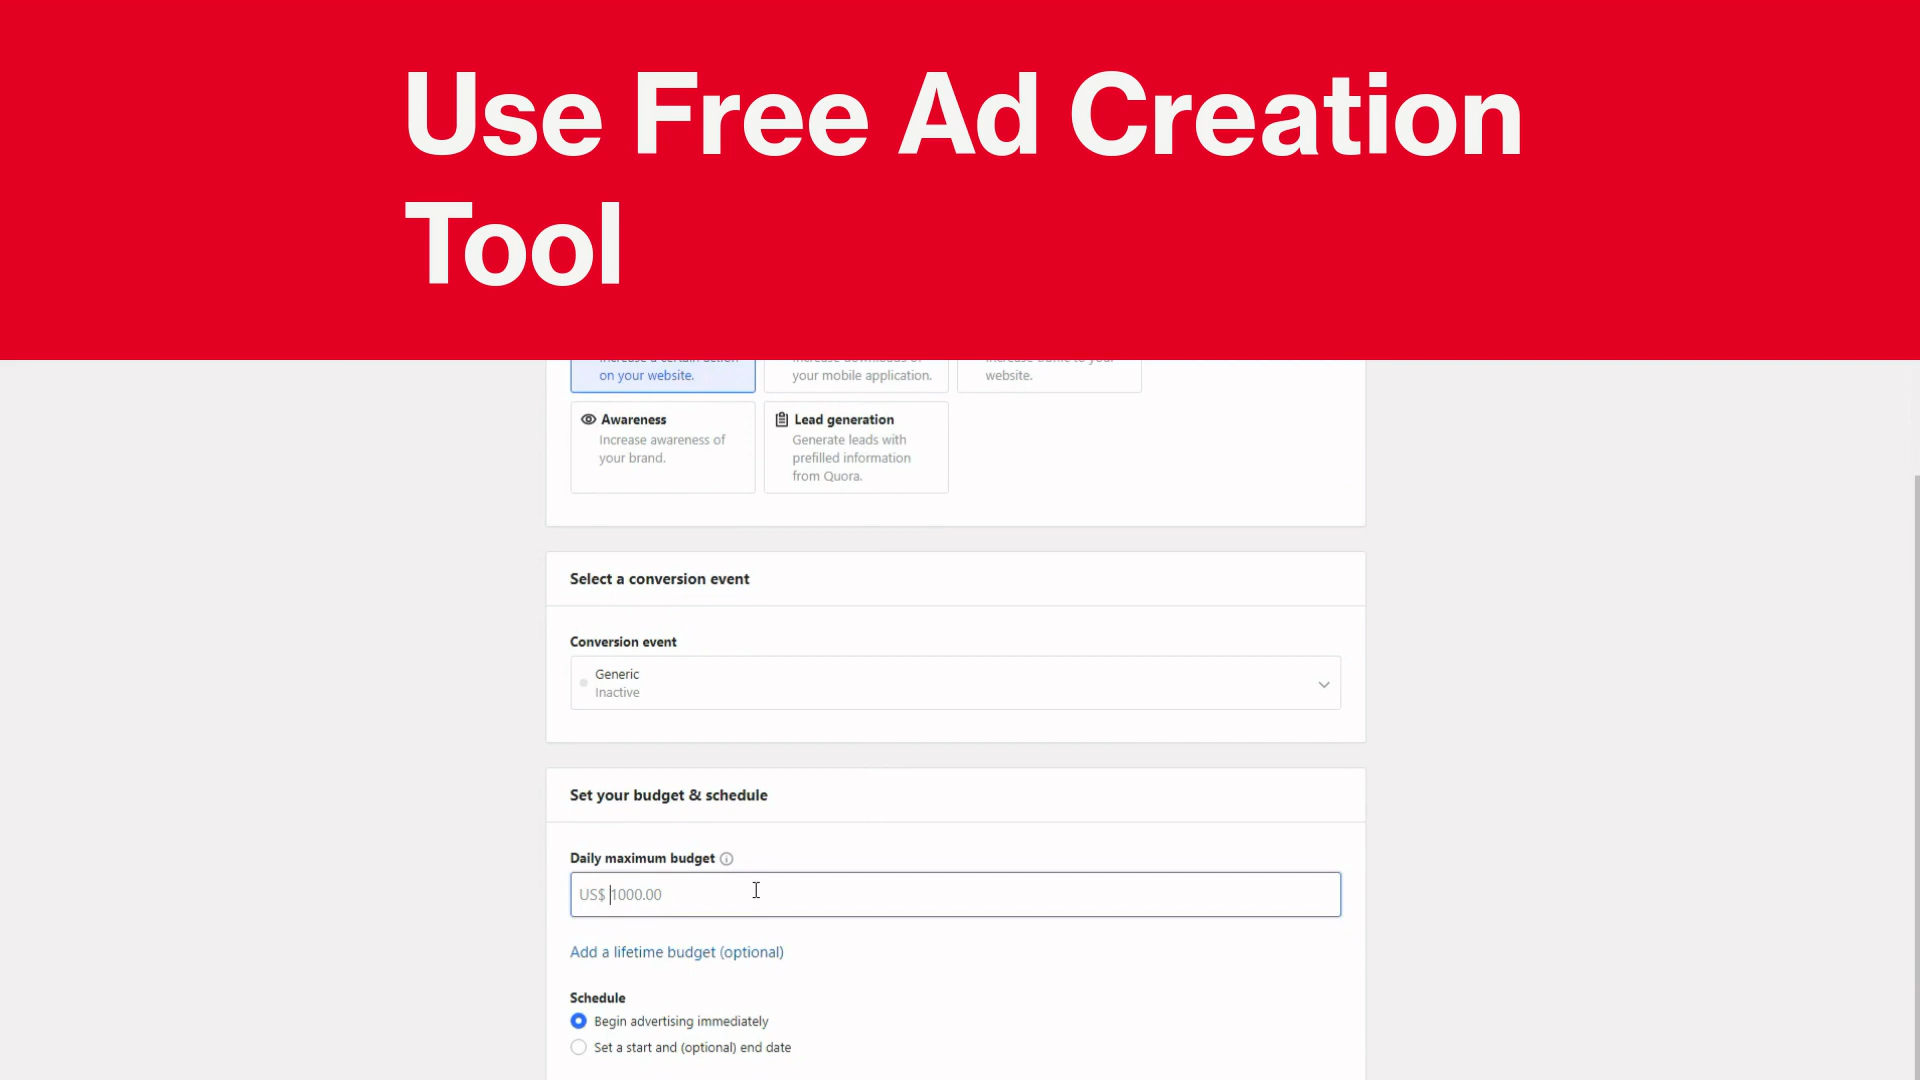 Use Free Ad Creation
Tool
on your website.
your mobile application.
website.
Awareness
Increase awareness of
your brand.
Lead generation
Generate leads with
prefilled information
from Quora.
Select a conversion event
Conversion event
Generic
Inactive
Set your budget & schedule
Daily maximum budget
US$ 1000.00
Add a lifetime budget (optional)
Schedule
Begin advertising immediately
Set a start and (optional) end date